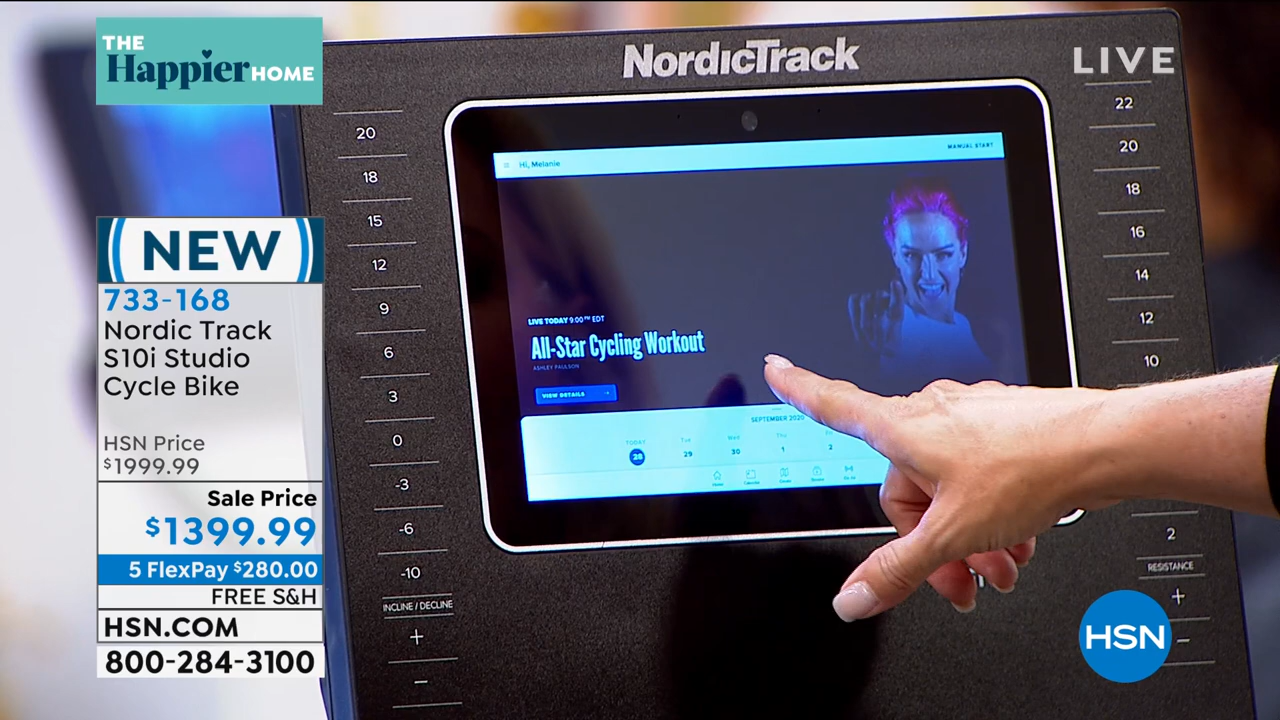 THE
Happier HOME
NordicTrack
LIVE
NEW
733-168
Nordic Track
S10i Studio
Cycle Bike
HSN Price
$1999.99
Sale Price
$1399.99
5 FlexPay $280.00
FREE S&H
HSN.COM
800-284-3100
20
18
15
12
9
6
3
0
-3
-6
-10
INCLINE / DECLINE
+
−
Hi, Melanie
MANUAL START
LIVE TODAY 9:00 PM EDT
All-Star Cycling Workout
ASHLEY PAULSON
VIEW DETAILS →
SEPTEMBER 2020
TODAY Tue Wed Thu
28 29 30 1 2
Home Calendar
22
20
18
16
14
12
10
2
RESISTANCE
+
−
HSN